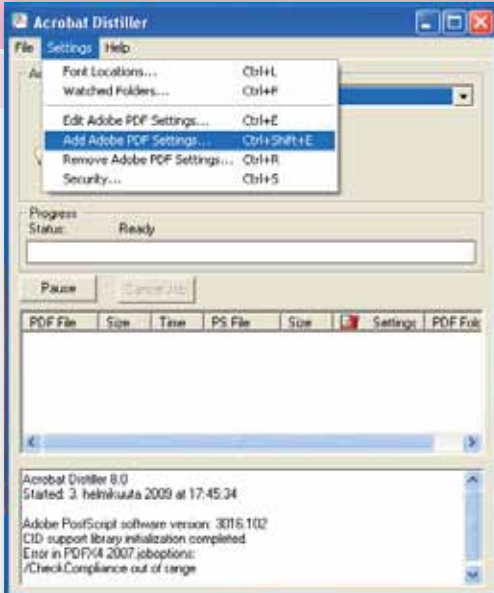 Acrobat Distiller
File Settings Help
Font Locations... Ctrl+L
Watched Folders... Ctrl+F
Edit Adobe PDF Settings... Ctrl+E
Add Adobe PDF Settings... Ctrl+Shift+E
Remove Adobe PDF Settings... Ctrl+R
Security... Ctrl+S
Progress
Status: Ready
Pause Cancel Job
PDF File Size Time PS File Size Settings PDF Fol
Acrobat Distiller 8.0
Started: 3. helmikuuta 2009 at 17:45:34
Adobe PostScript software version: 3016.102
CID support library initialization completed.
Error in PDFX4 2007.joboptions:
/CheckCompliance out of range